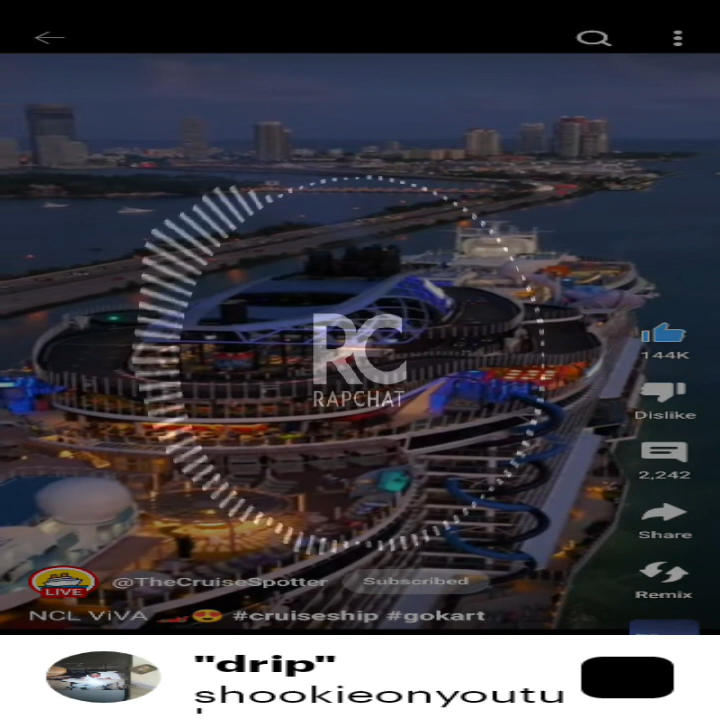 RC
RAPCHAT
144K
Dislike
2,242
Share
Remix
LIVE
@TheCruiseSpotter Subscribed
NCL ViVA 🏎️😍 #cruiseship #gokart
"drip"
shookieonyoutu